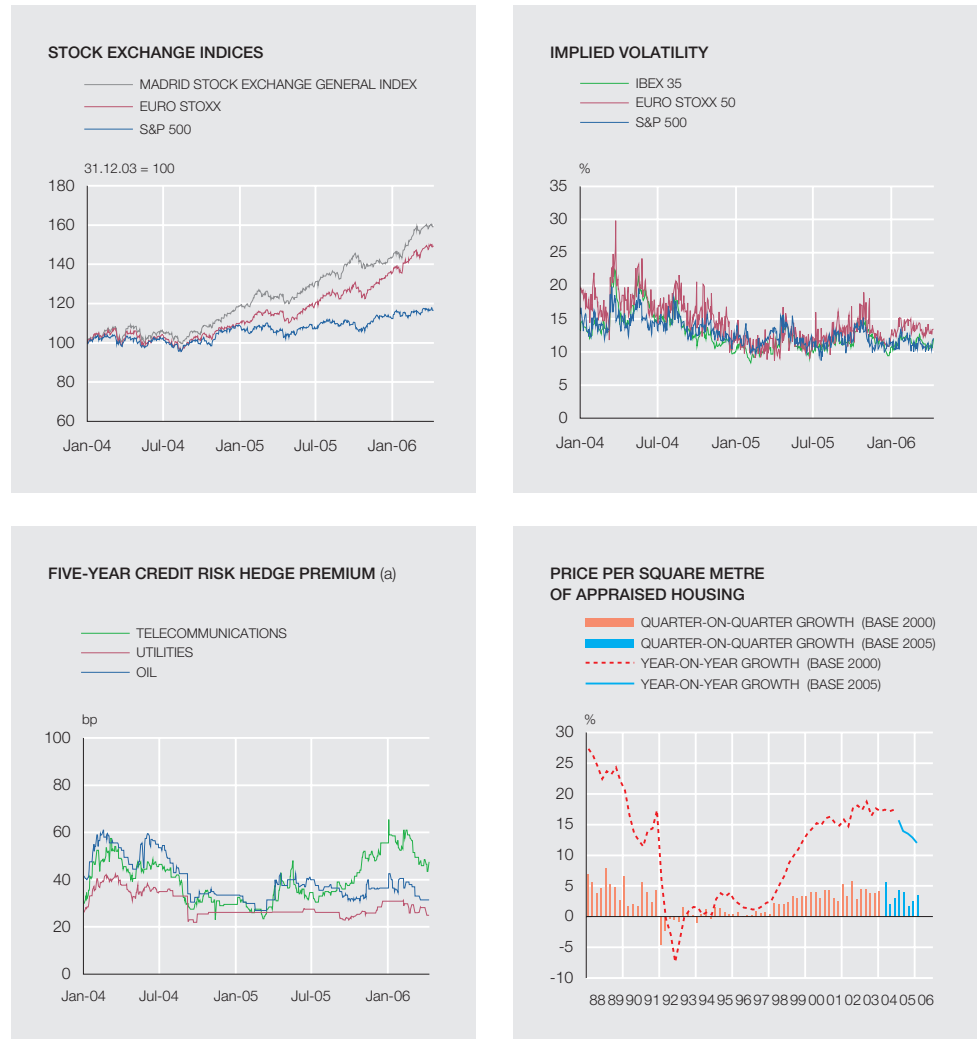 STOCK EXCHANGE INDICES
MADRID STOCK EXCHANGE GENERAL INDEX
EURO STOXX
S&P 500
31.12.03 = 100
180
160
140
120
100
80
60
Jan-04 Jul-04 Jan-05 Jul-05 Jan-06
IMPLIED VOLATILITY
IBEX 35
EURO STOXX 50
S&P 500
%
35
30
25
20
15
10
5
0
Jan-04 Jul-04 Jan-05 Jul-05 Jan-06
FIVE-YEAR CREDIT RISK HEDGE PREMIUM (a)
TELECOMMUNICATIONS
UTILITIES
OIL
bp
100
80
60
40
20
0
Jan-04 Jul-04 Jan-05 Jul-05 Jan-06
PRICE PER SQUARE METRE
OF APPRAISED HOUSING
QUARTER-ON-QUARTER GROWTH (BASE 2000)
QUARTER-ON-QUARTER GROWTH (BASE 2005)
YEAR-ON-YEAR GROWTH (BASE 2000)
YEAR-ON-YEAR GROWTH (BASE 2005)
%
30
25
20
15
10
5
0
-5
-10
88 89 90 91 92 93 94 95 96 97 98 99 00 01 02 03 04 05 06